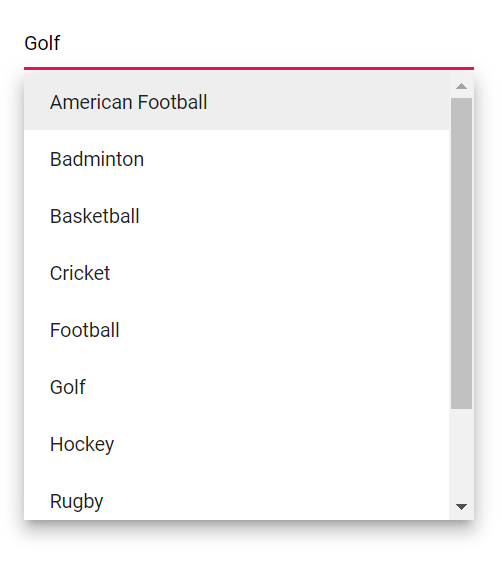 Golf
American Football
Badminton
Basketball
Cricket
Football
Golf
Hockey
Rugby